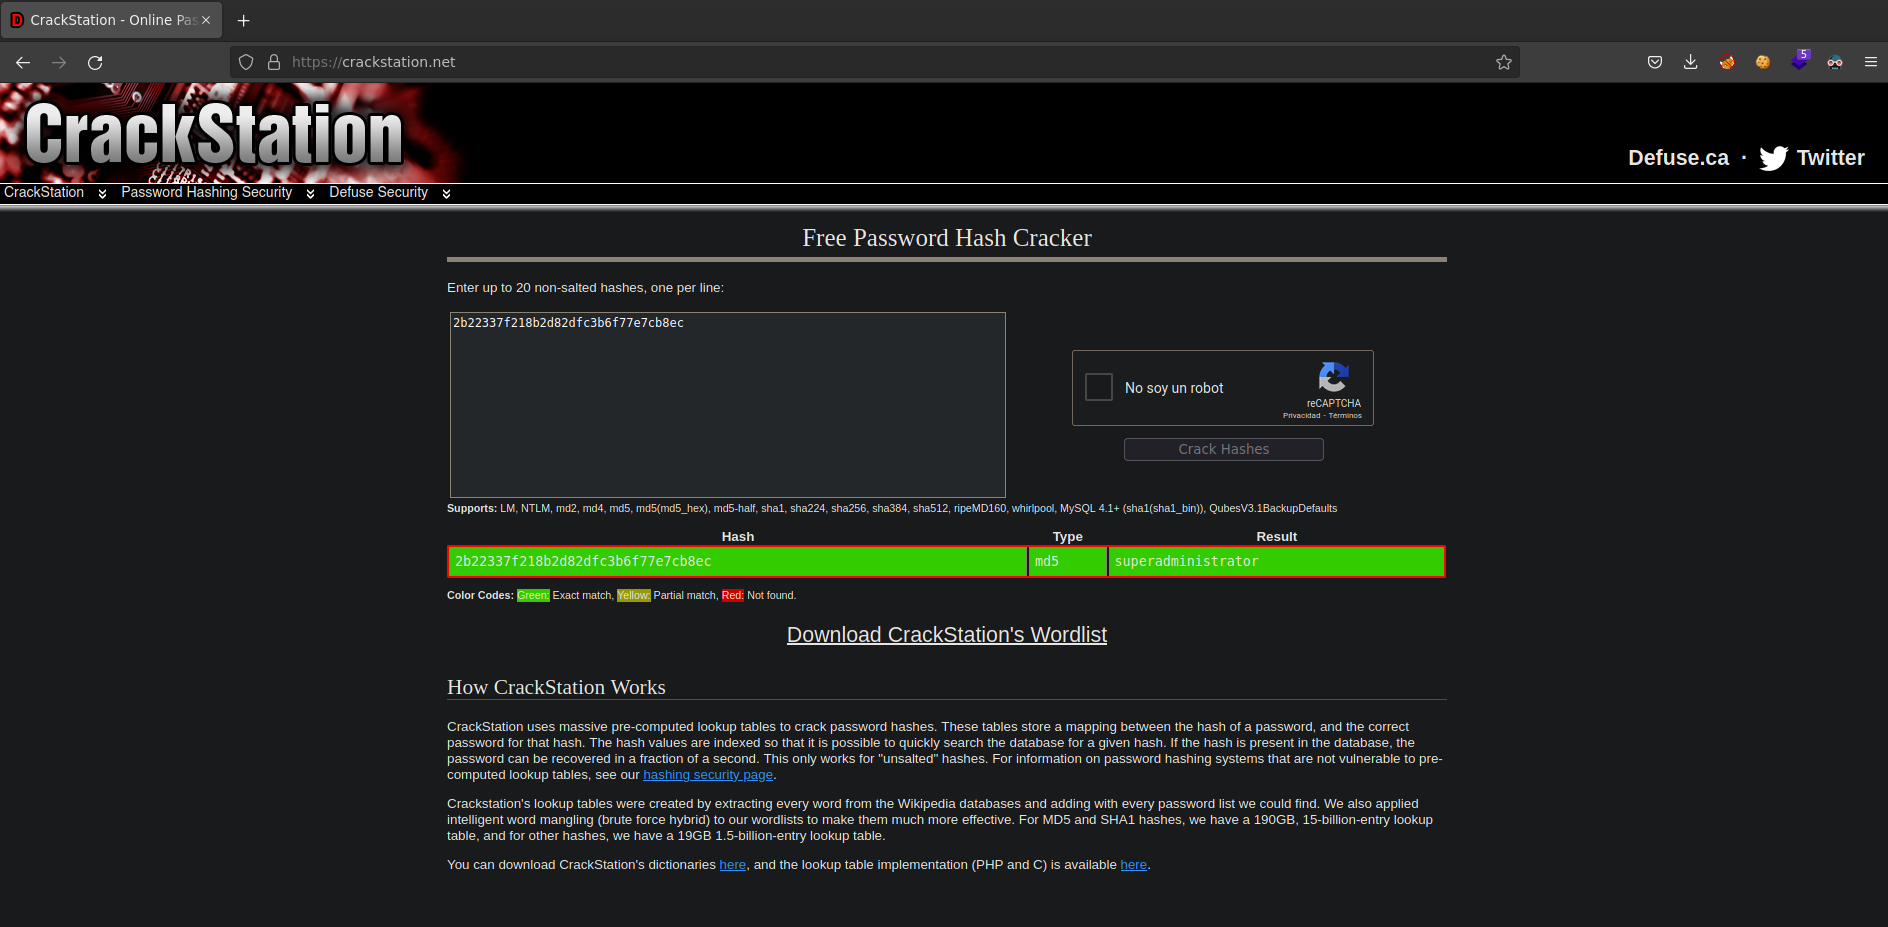 CrackStation - Online Pas
5
https://crackstation.net
CrackStation
Defuse.ca · Twitter
CrackStation Password Hashing Security Defuse Security
Free Password Hash Cracker
Enter up to 20 non-salted hashes, one per line:
2b22337f218b2d82dfc3b6f77e7cb8ec
No soy un robot
reCAPTCHA
Privacidad - Términos
Crack Hashes
Supports: LM, NTLM, md2, md4, md5, md5(md5_hex), md5-half, sha1, sha224, sha256, sha384, sha512, ripeMD160, whirlpool, MySQL 4.1+ (sha1(sha1_bin)), QubesV3.1BackupDefaults
Hash Type Result
2b22337f218b2d82dfc3b6f77e7cb8ec md5 superadministrator
Color Codes: Green: Exact match, Yellow: Partial match, Red: Not found.
Download CrackStation's Wordlist
How CrackStation Works
CrackStation uses massive pre-computed lookup tables to crack password hashes. These tables store a mapping between the hash of a password, and the correct
password for that hash. The hash values are indexed so that it is possible to quickly search the database for a given hash. If the hash is present in the database, the
password can be recovered in a fraction of a second. This only works for "unsalted" hashes. For information on password hashing systems that are not vulnerable to pre-
computed lookup tables, see our hashing security page.
Crackstation's lookup tables were created by extracting every word from the Wikipedia databases and adding with every password list we could find. We also applied
intelligent word mangling (brute force hybrid) to our wordlists to make them much more effective. For MD5 and SHA1 hashes, we have a 190GB, 15-billion-entry lookup
table, and for other hashes, we have a 19GB 1.5-billion-entry lookup table.
You can download CrackStation's dictionaries here, and the lookup table implementation (PHP and C) is available here.